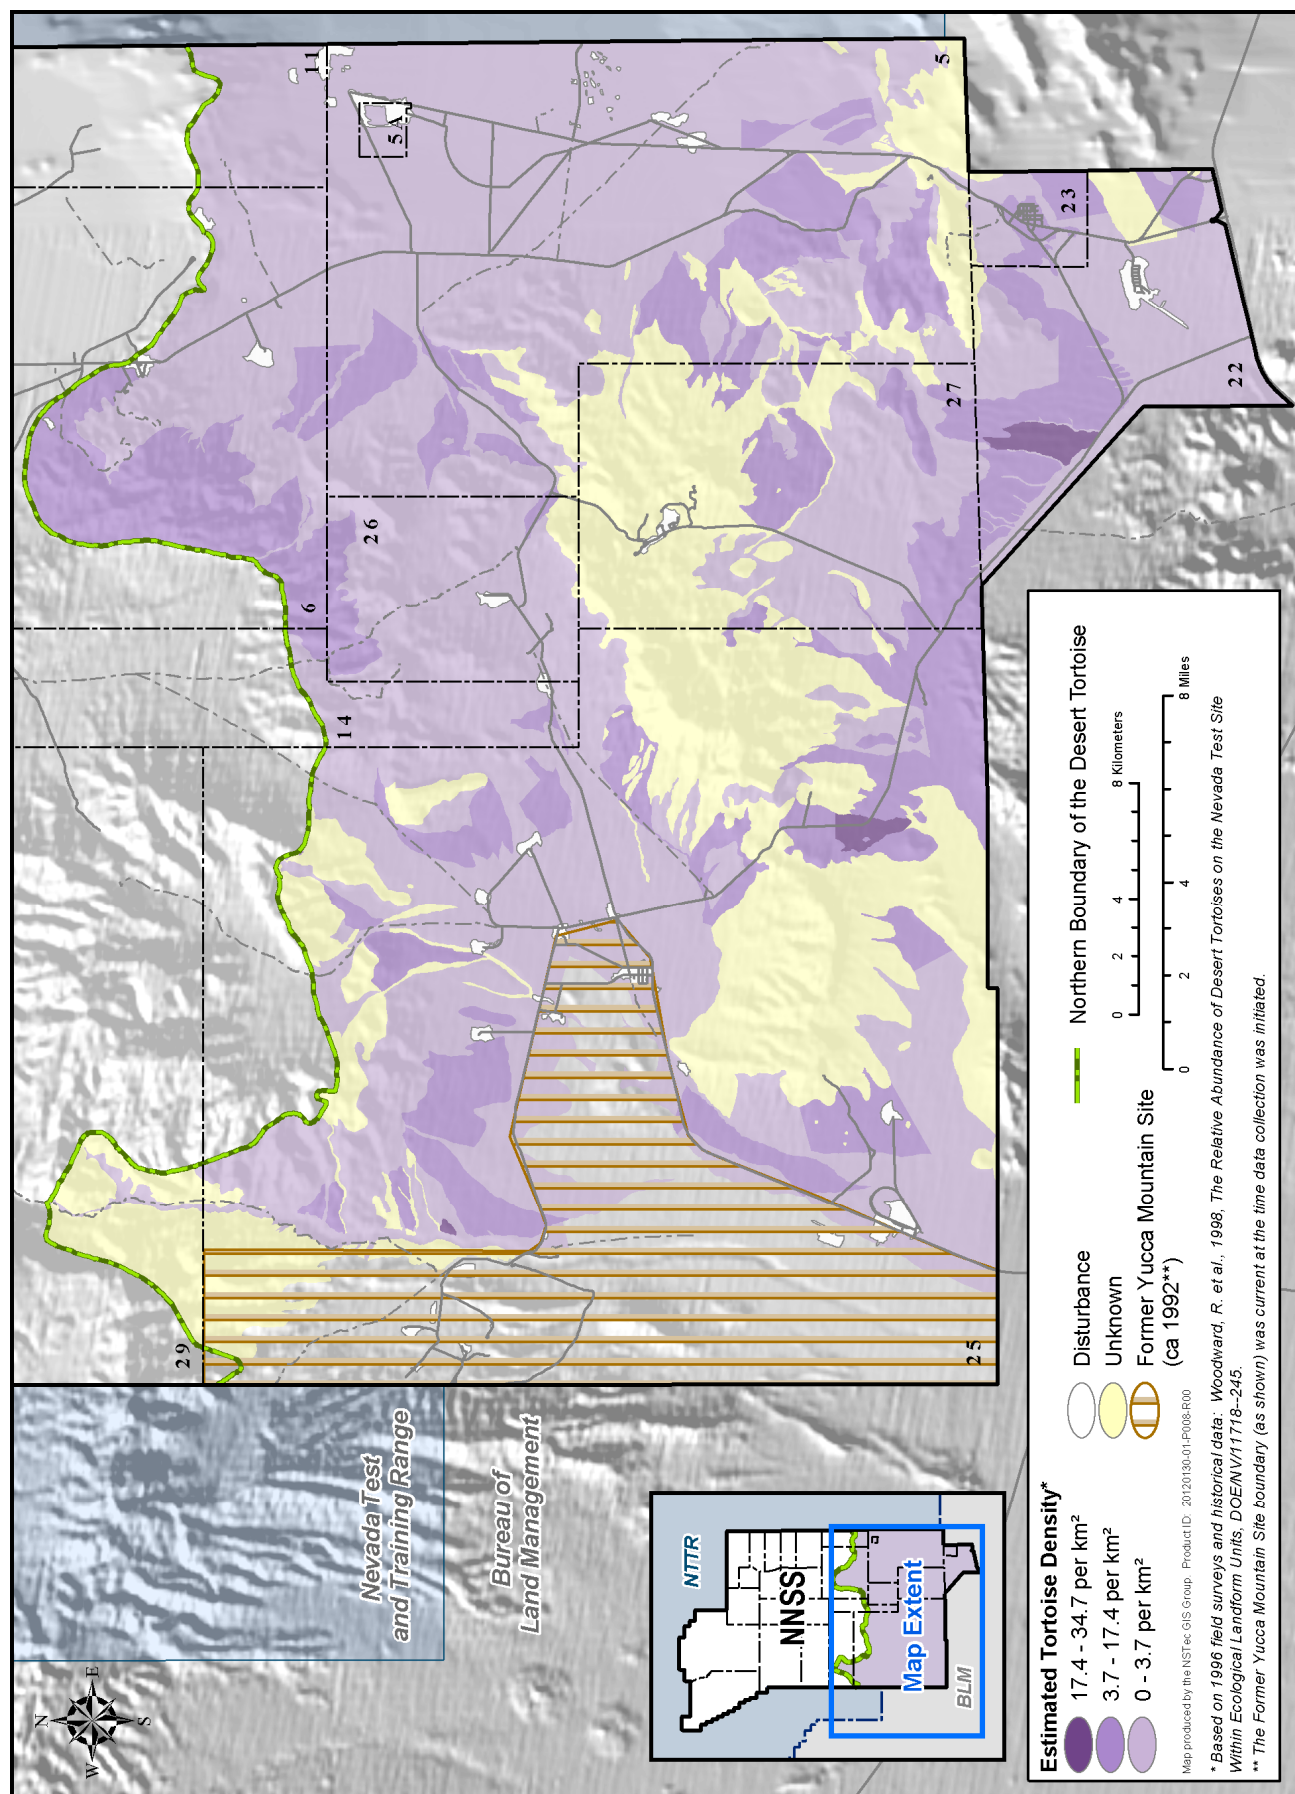 N
W
E
S
Nevada Test
and Training Range
Bureau of
Land Management
29
25
14
6
26
11
5A
5
27
23
22
NTTR
NNSS
Map Extent
BLM
Estimated Tortoise Density*
17.4 - 34.7 per km²
3.7 - 17.4 per km²
0 - 3.7 per km²
Disturbance
Unknown
Former Yucca Mountain Site
(ca 1992**)
Northern Boundary of the Desert Tortoise
0 2 4 8 Kilometers
0 2 4 8 Miles
Map produced by the NSTec GIS Group. Product ID: 20120130-01-P008-R00
* Based on 1996 field surveys and historical data: Woodward, R. et al., 1998, The Relative Abundance of Desert Tortoises on the Nevada Test Site
Within Ecological Landform Units, DOE/NV/11718--245.
** The Former Yucca Mountain Site boundary (as shown) was current at the time data collection was initiated.